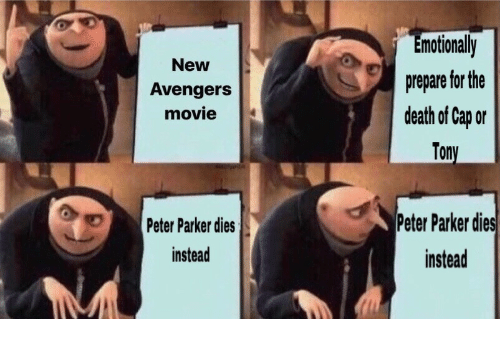 New
Avengers
movie
Emotionally
prepare for the
death of Cap or
Tony
Peter Parker dies
instead
Peter Parker dies
instead